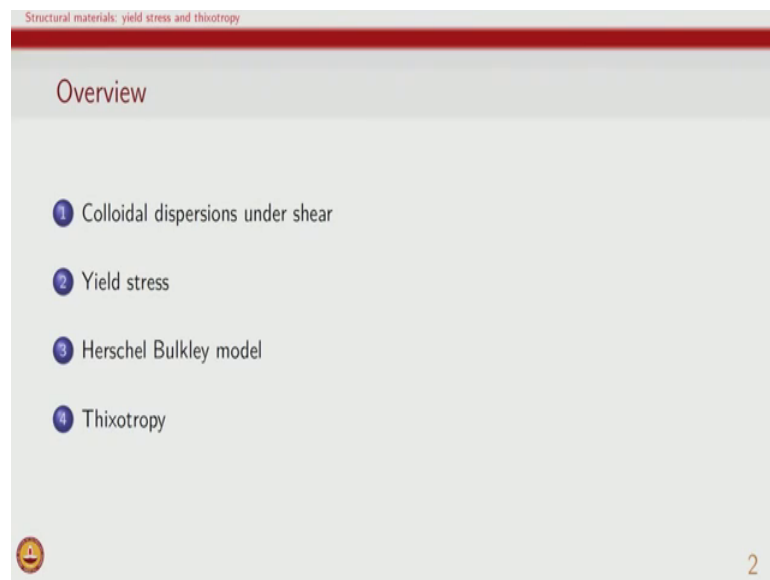 Structural materials: yield stress and thixotropy
Overview
1 Colloidal dispersions under shear
2 Yield stress
3 Herschel Bulkley model
4 Thixotropy
2